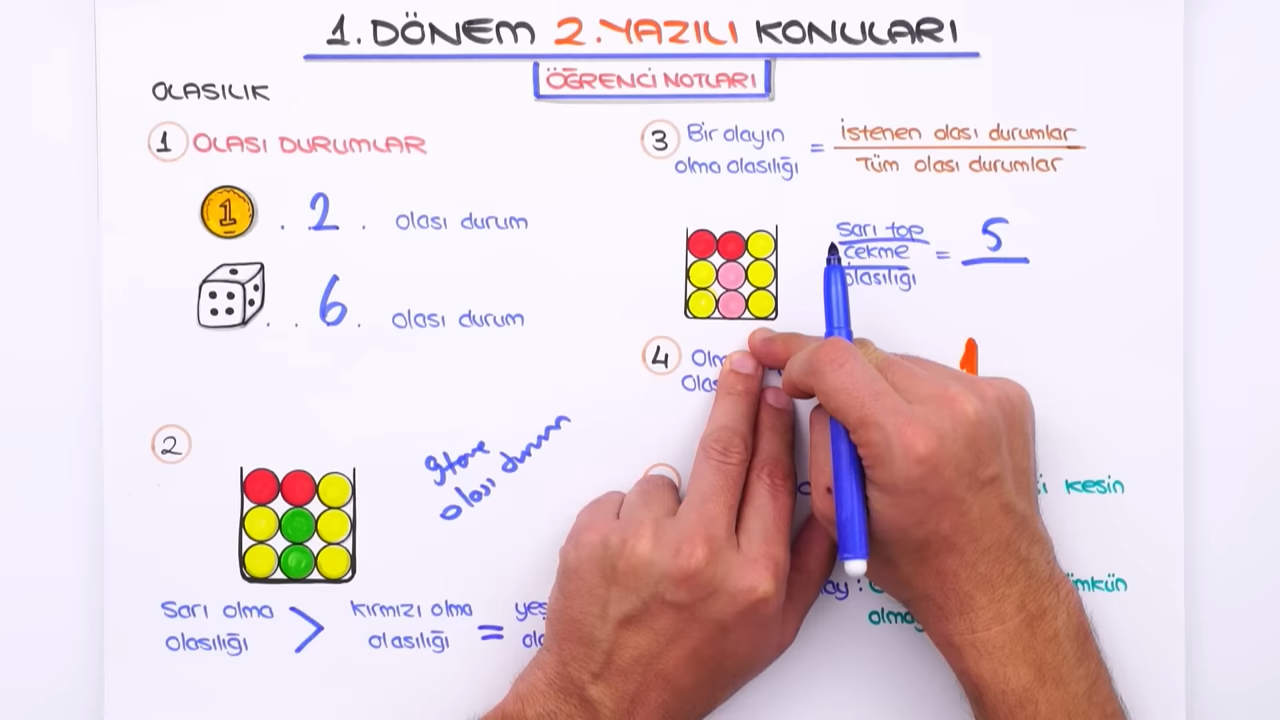 1. DÖNEM 2. YAZILI KONULARI
ÖĞRENCİ NOTLARI
OLASILIK
1 OLASI DURUMLAR
1 . 2 . olası durum
. . 6 . olası durum
2
olası durum
Sarı olma
olasılığı
>
kırmızı olma
olasılığı
=
3 Bir olayın
olma olasılığı
=
İstenen olası durumlar
Tüm olası durumlar
Sarı top
çekme
olasılığı
= 5
4
kesin